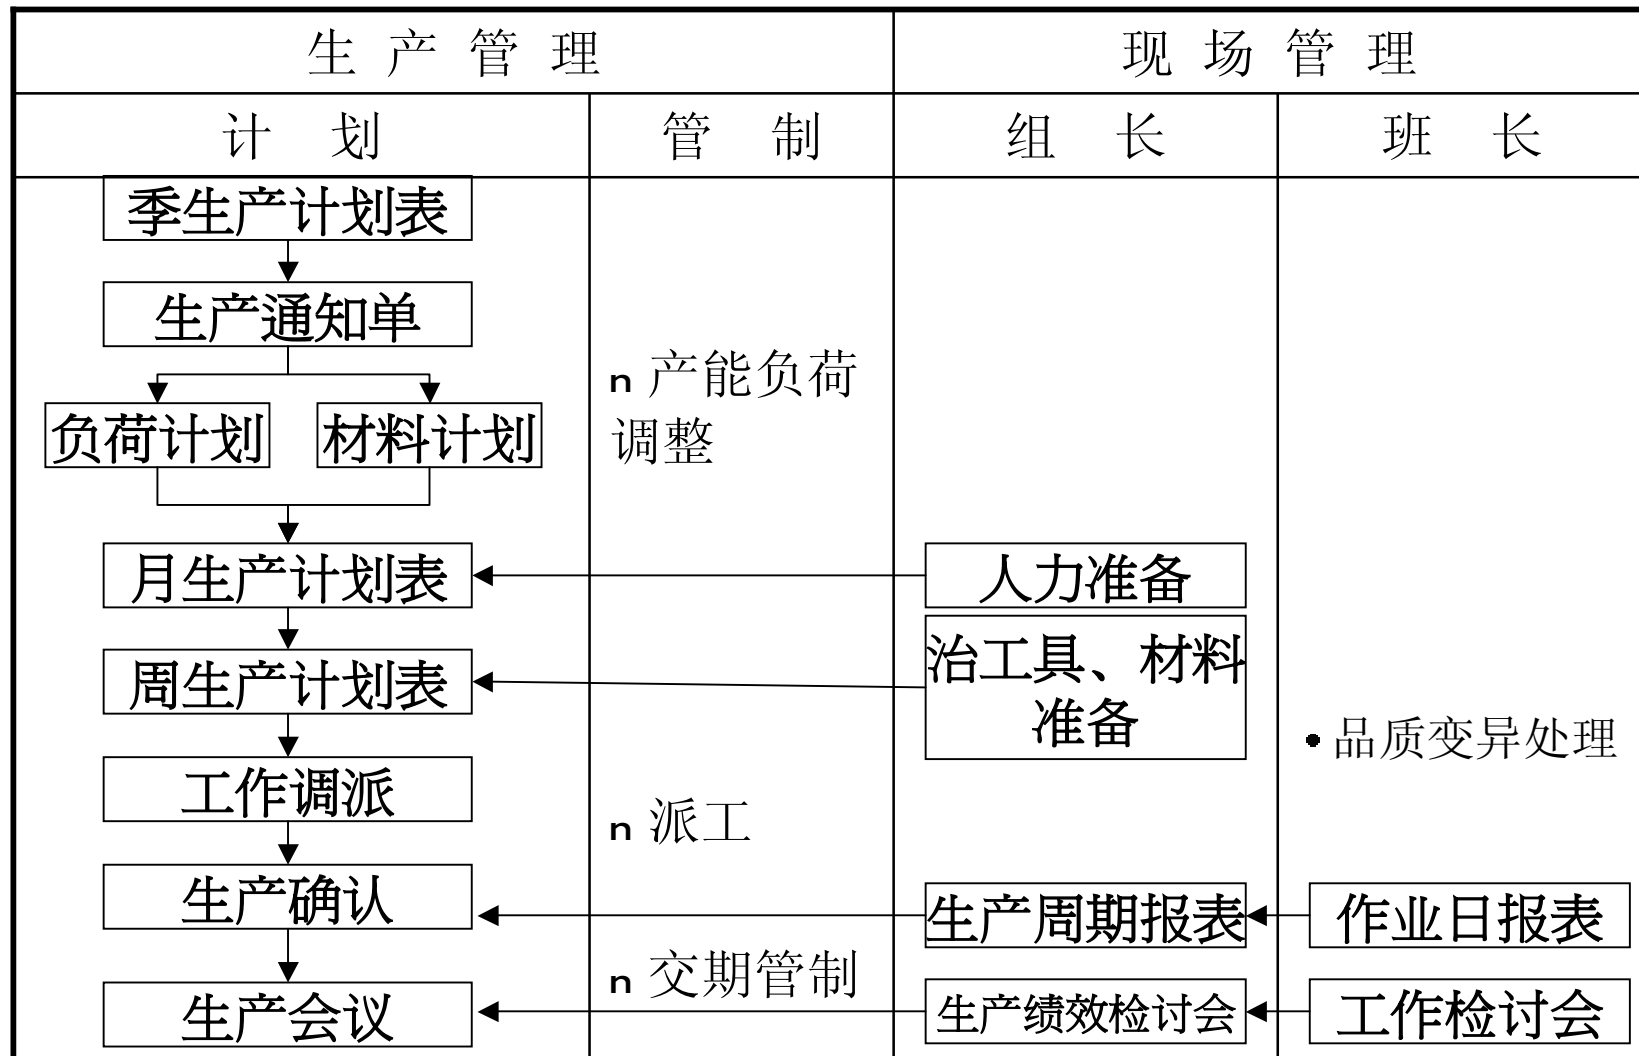 生 产 管 理
现 场 管 理
计 划
管 制
组 长
班 长
季生产计划表
生产通知单
负荷计划
材料计划
n 产能负荷
调整
月生产计划表
人力准备
周生产计划表
治工具、材料
准备
• 品质变异处理
工作调派
n 派工
生产确认
生产周期报表
作业日报表
n 交期管制
生产会议
生产绩效检讨会
工作检讨会